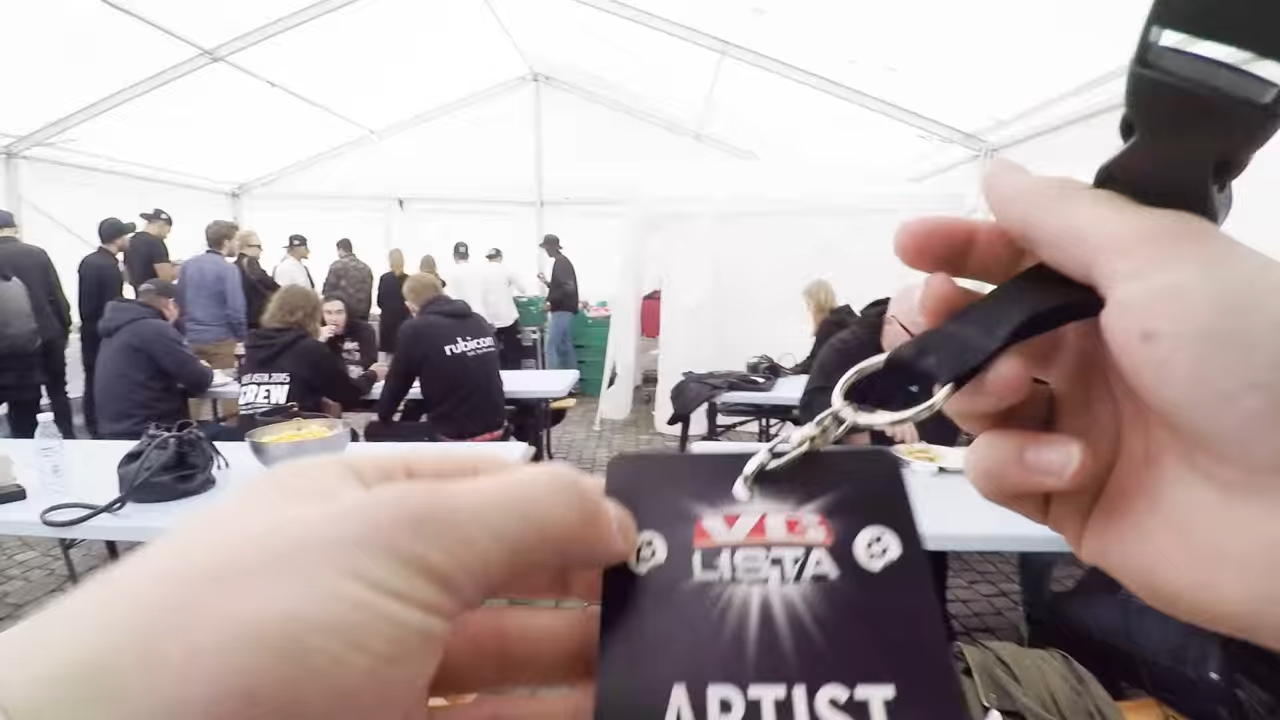 rubicon
LISTA 2015
CREW
VG
LISTA
ARTIST